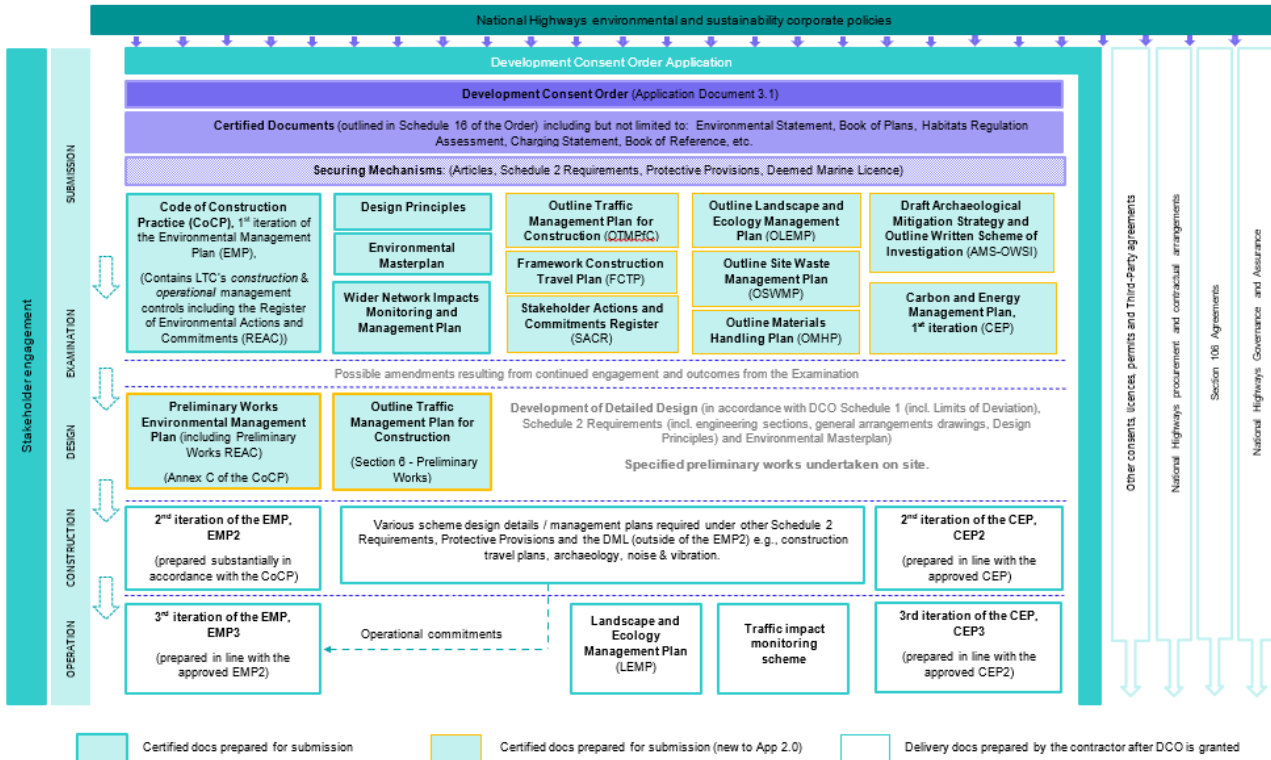 National Highways environmental and sustainability corporate policies
Development Consent Order Application
Development Consent Order (Application Document 3.1)
Certified Documents (outlined in Schedule 16 of the Order) including but not limited to: Environmental Statement, Book of Plans, Habitats Regulation
Assessment, Charging Statement, Book of Reference, etc.
Securing Mechanisms: (Articles, Schedule 2 Requirements, Protective Provisions, Deemed Marine Licence)
Stakeholder engagement
SUBMISSION
EXAMINATION
DESIGN
CONSTRUCTION
OPERATION
Code of Construction
Practice (CoCP), 1st iteration of
the Environmental Management
Plan (EMP),
(Contains LTC's construction &
operational management
controls including the Register
of Environmental Actions and
Commitments (REAC))
Design Principles
Environmental
Masterplan
Wider Network Impacts
Monitoring and
Management Plan
Outline Traffic
Management Plan for
Construction (OTMPfC)
Framework Construction
Travel Plan (FCTP)
Stakeholder Actions and
Commitments Register
(SACR)
Outline Landscape and
Ecology Management
Plan (OLEMP)
Outline Site Waste
Management Plan
(OSWMP)
Outline Materials
Handling Plan (OMHP)
Draft Archaeological
Mitigation Strategy and
Outline Written Scheme of
Investigation (AMS-OWSI)
Carbon and Energy
Management Plan,
1st iteration (CEP)
Possible amendments resulting from continued engagement and outcomes from the Examination
Preliminary Works
Environmental Management
Plan (including Preliminary
Works REAC)
(Annex C of the CoCP)
Outline Traffic
Management Plan for
Construction
(Section 6 - Preliminary
Works)
Development of Detailed Design (in accordance with DCO Schedule 1 (incl. Limits of Deviation),
Schedule 2 Requirements (incl. engineering sections, general arrangements drawings, Design
Principles) and Environmental Masterplan)
Specified preliminary works undertaken on site.
2nd iteration of the EMP,
EMP2
(prepared substantially in
accordance with the CoCP)
Various scheme design details / management plans required under other Schedule 2
Requirements, Protective Provisions and the DML (outside of the EMP2) e.g., construction
travel plans, archaeology, noise & vibration.
2nd iteration of the CEP,
CEP2
(prepared in line with the
approved CEP)
3rd iteration of the EMP,
EMP3
(prepared in line with the
approved EMP2)
Operational commitments
Landscape and
Ecology
Management Plan
(LEMP)
Traffic impact
monitoring
scheme
3rd iteration of the CEP,
CEP3
(prepared in line with the
approved CEP2)
Other consents, licences, permits and Third-Party agreements
National Highways procurement and contractual arrangements
Section 106 Agreements
National Highways Governance and Assurance
Certified docs prepared for submission
Certified docs prepared for submission (new to App 2.0)
Delivery docs prepared by the contractor after DCO is granted